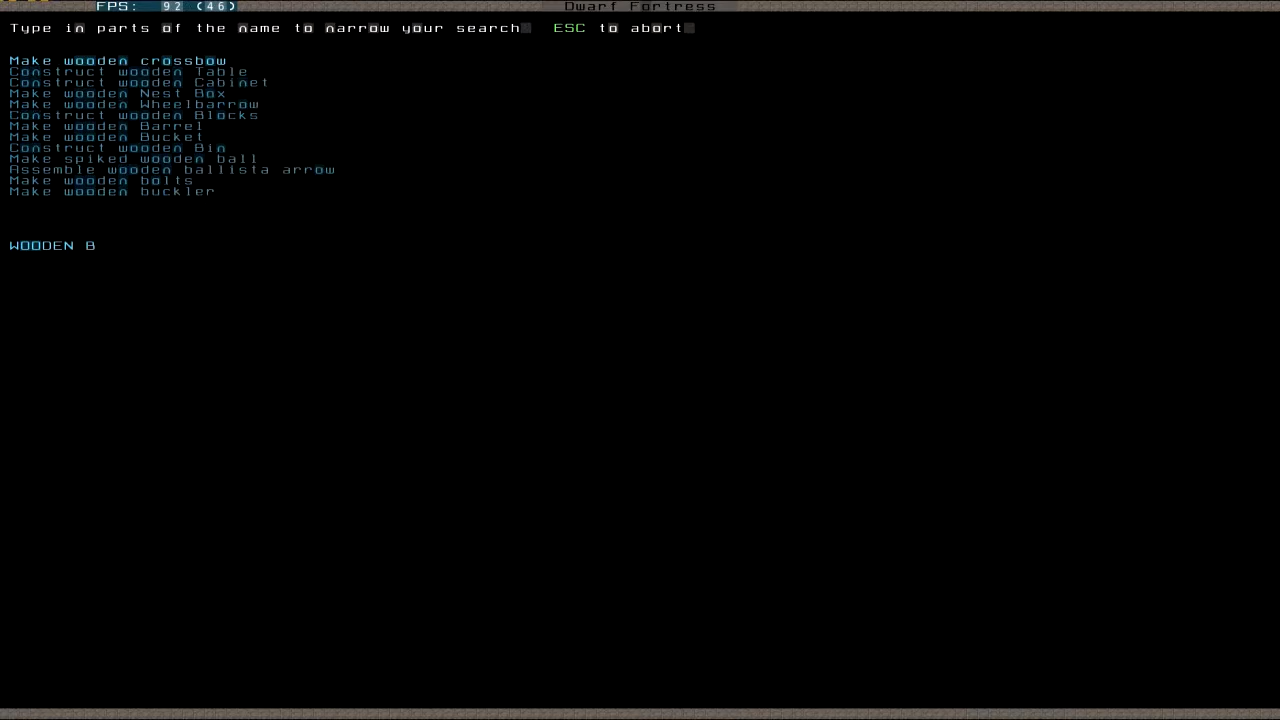 FPS: 92 (46) Dwarf Fortress
Type in parts of the name to narrow your search ESC to abort
Make wooden crossbow
Construct wooden Table
Construct wooden Cabinet
Make wooden Nest Box
Make wooden Wheelbarrow
Construct wooden Blocks
Make wooden Barrel
Make wooden Bucket
Construct wooden Bin
Make spiked wooden ball
Assemble wooden ballista arrow
Make wooden bolts
Make wooden buckler
WOODEN B